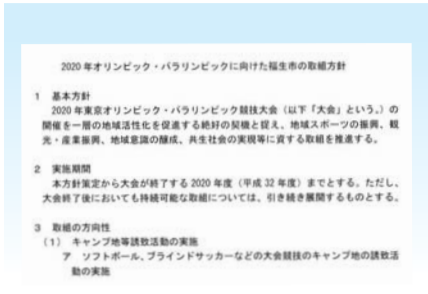 2020年オリンピック・パラリンピックに向けた福生市の取組方針
1 基本方針
2020年東京オリンピック・パラリンピック競技大会（以下「大会」という。）の
開催を一層の地域活性化を促進する絶好の契機と捉え、地域スポーツの振興、観
光・産業振興、地域意識の醸成、共生社会の実現等に資する取組を推進する。
2 実施期間
本方針策定から大会が終了する2020年度（平成32年度）までとする。ただし、
大会終了後においても持続可能な取組については、引き続き展開するものとする。
3 取組の方向性
（1） キャンプ地等誘致活動の実施
ア ソフトボール、ブラインドサッカーなどの大会競技のキャンプ地の誘致活
動の実施